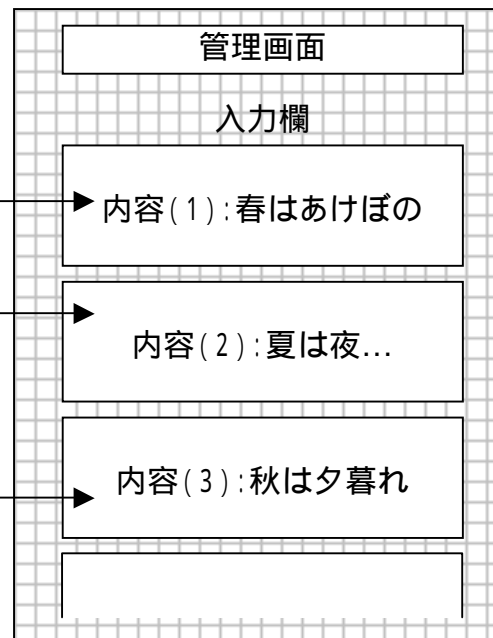 管理画面
入力欄
内容(1):春はあけぼの
内容(2):夏は夜...
内容(3):秋は夕暮れ